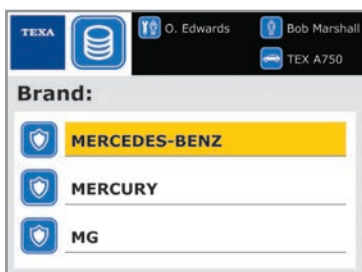 TEXA
O. Edwards
Bob Marshall
TEX A750
Brand:
MERCEDES-BENZ
MERCURY
MG